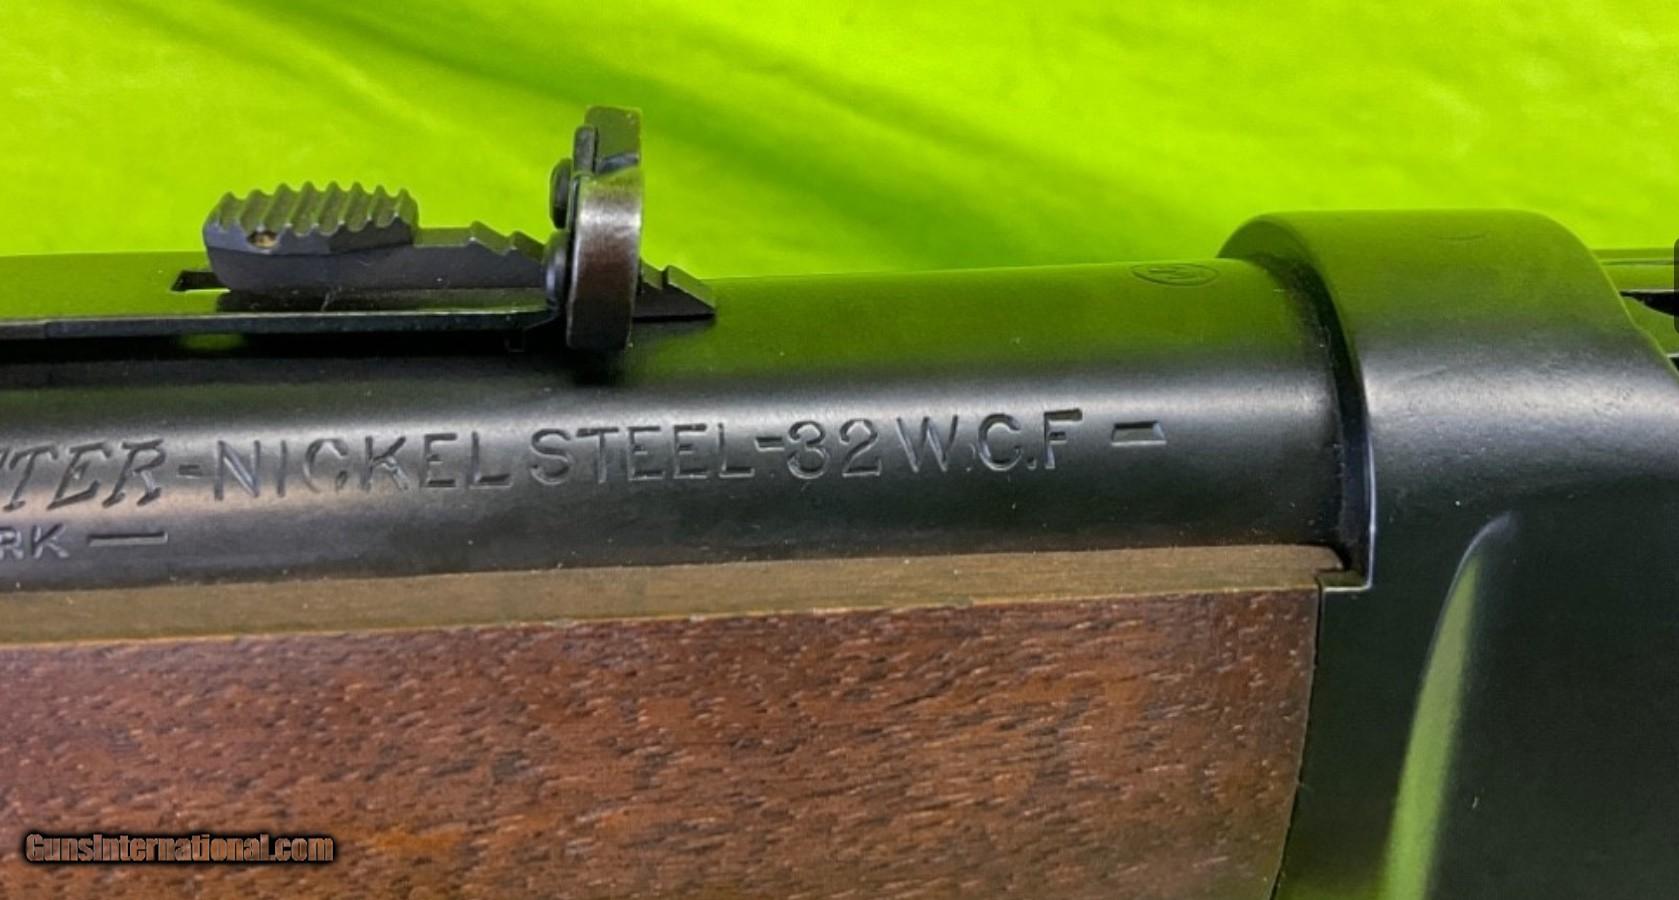 TER-NICKEL STEEL-32 W.C.F-
RK —
GunsInternational.com